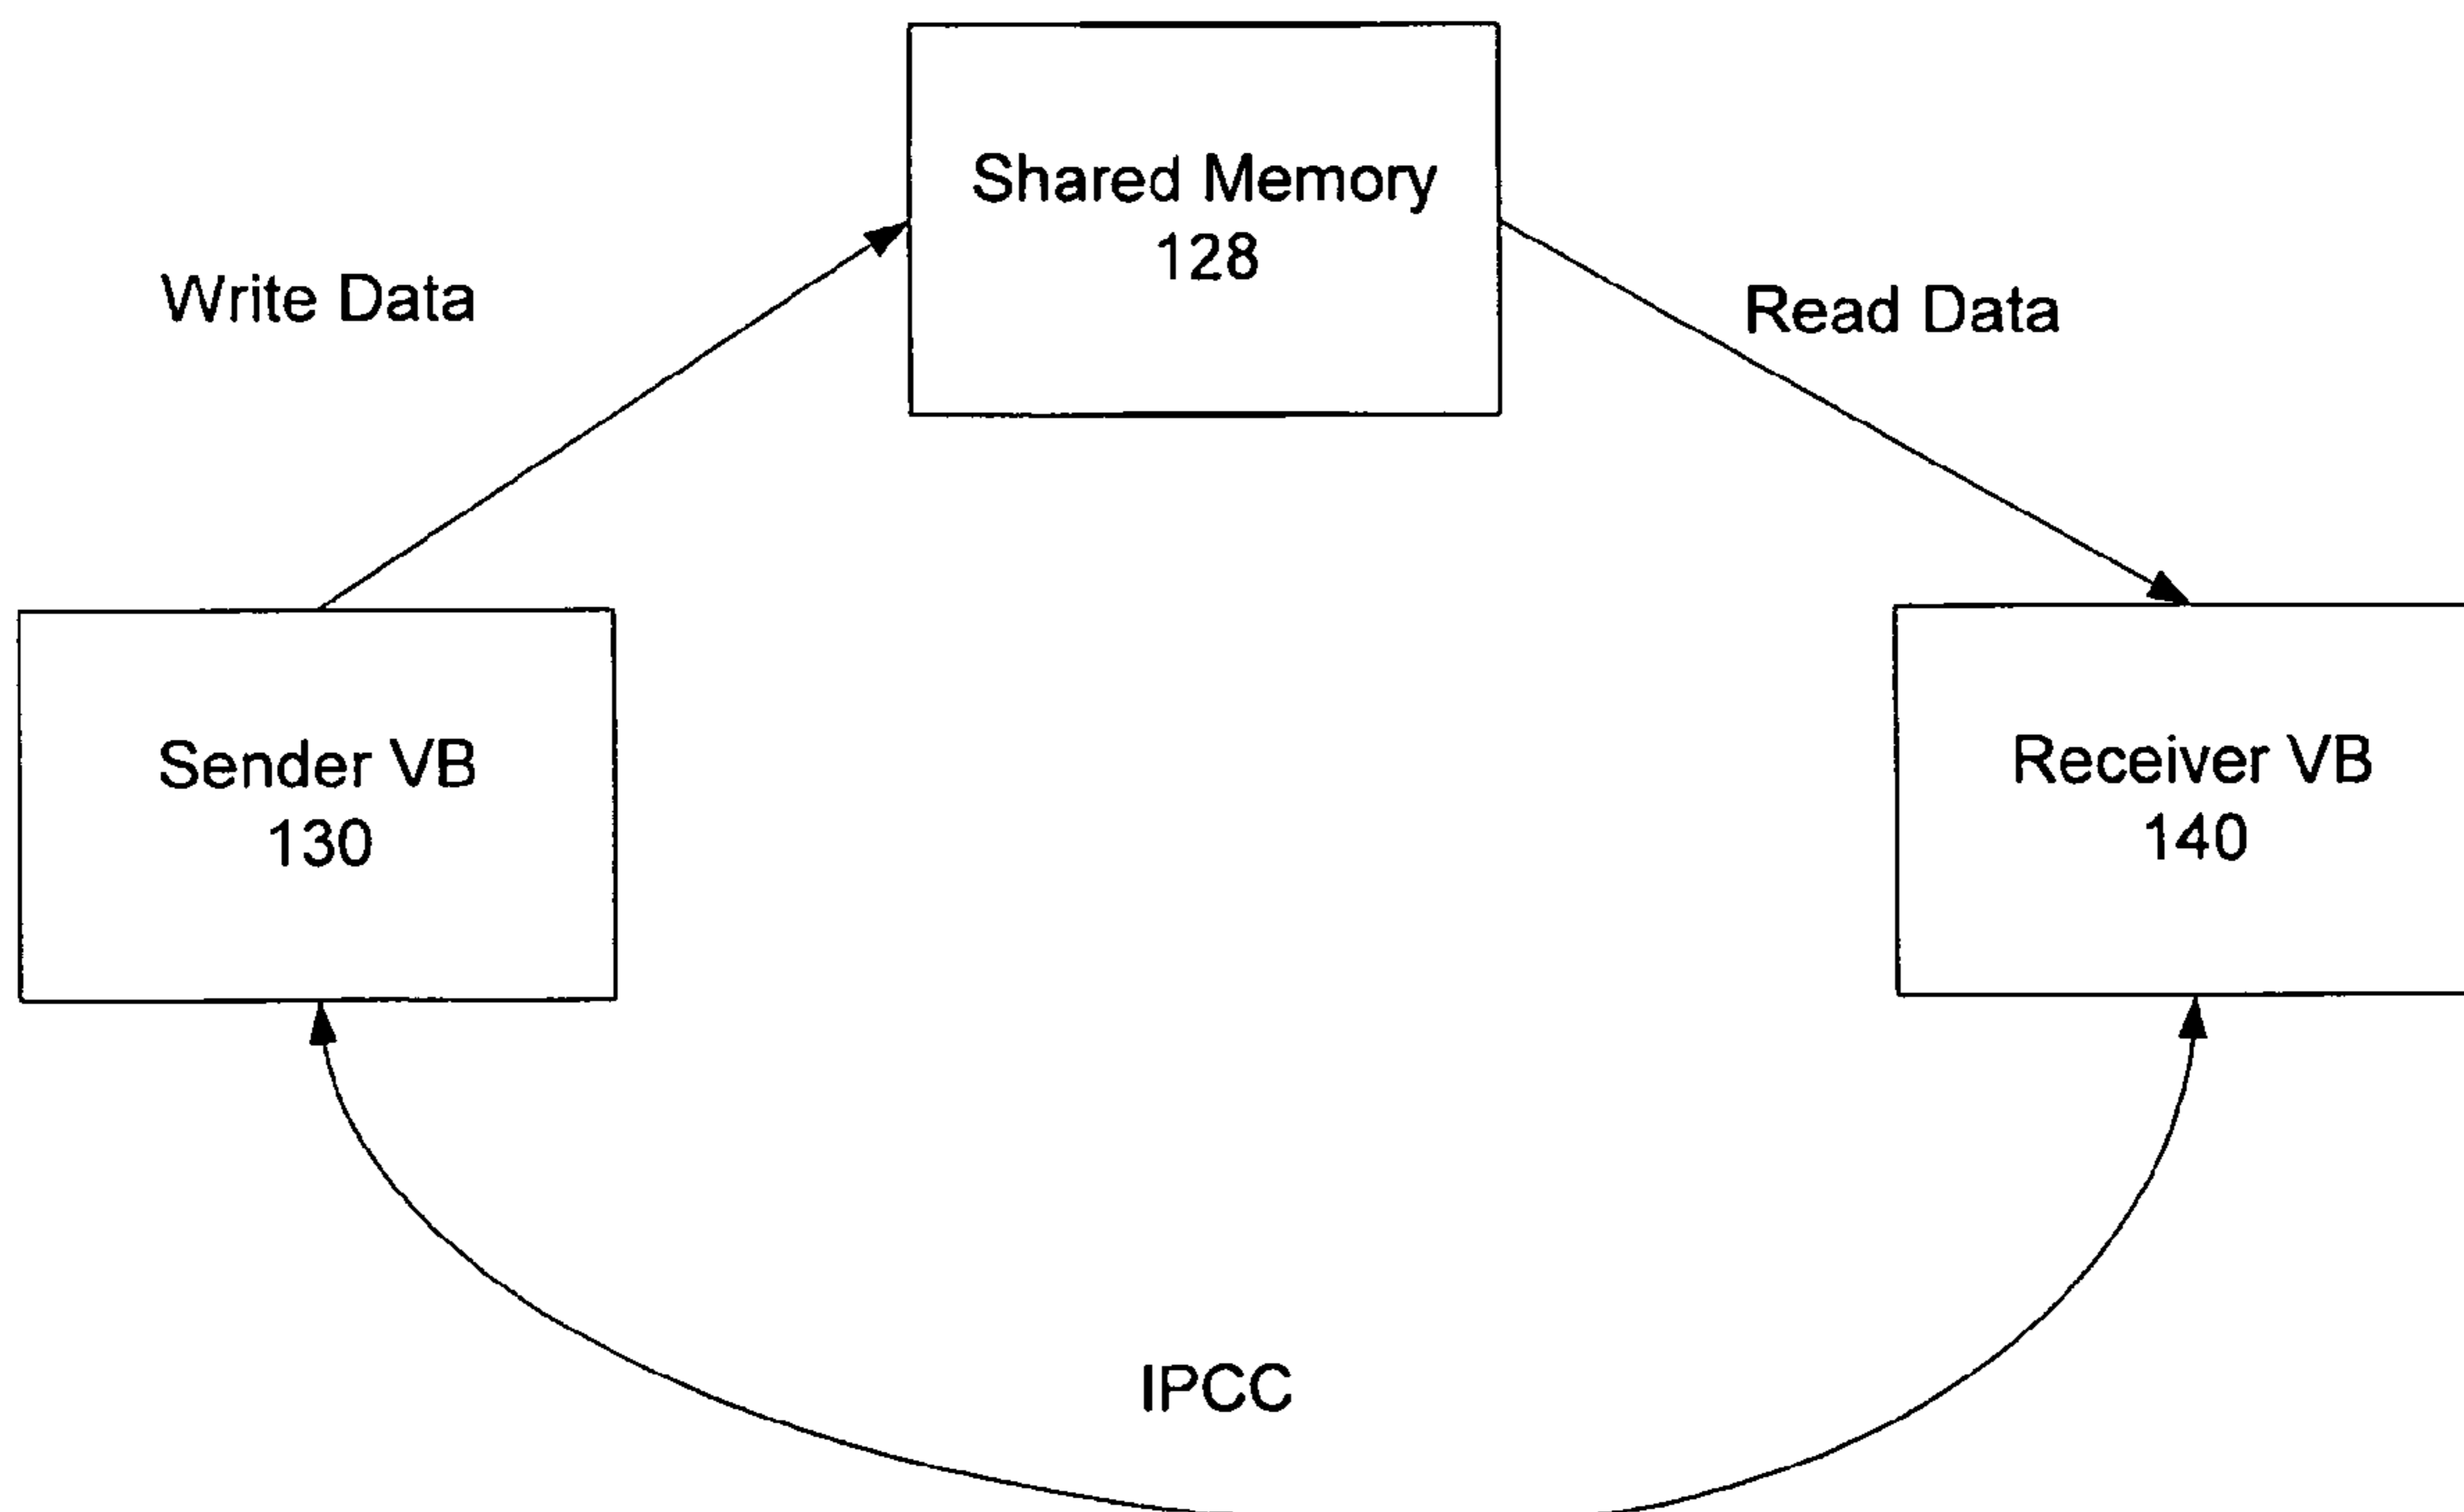 Shared Memory
128
Write Data
Read Data
Sender VB
130
Receiver VB
140
IPCC